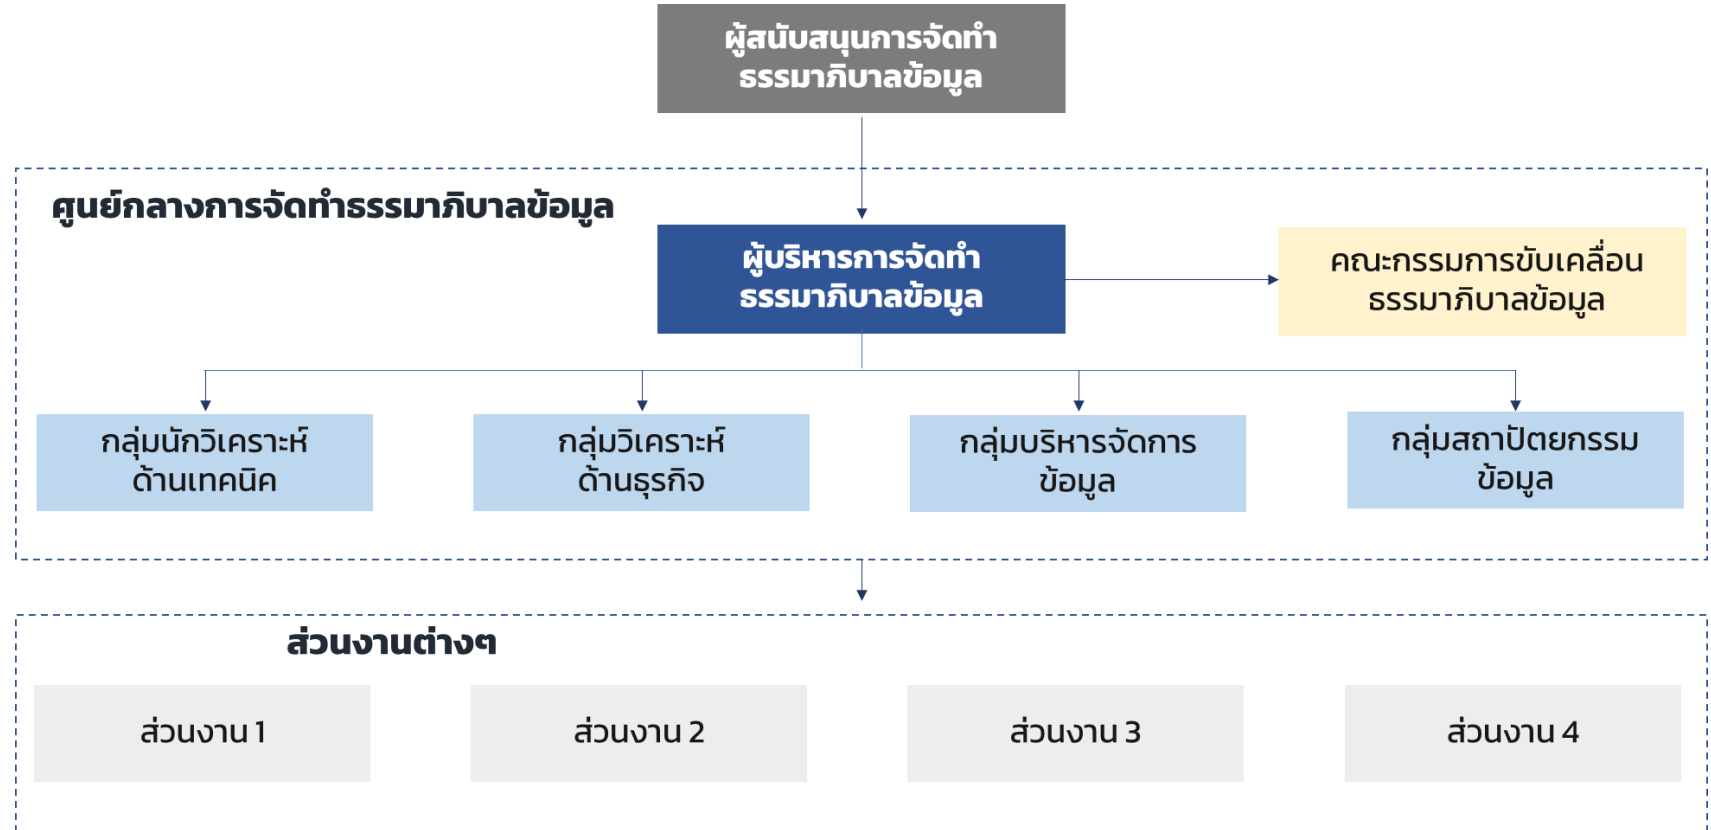 ผู้สนับสนุนการจัดทำ
ธรรมาภิบาลข้อมูล
ศูนย์กลางการจัดทำธรรมาภิบาลข้อมูล
ผู้บริหารการจัดทำ
ธรรมาภิบาลข้อมูล
คณะกรรมการขับเคลื่อน
ธรรมาภิบาลข้อมูล
กลุ่มนักวิเคราะห์
ด้านเทคนิค
กลุ่มวิเคราะห์
ด้านธุรกิจ
กลุ่มบริหารจัดการ
ข้อมูล
กลุ่มสถาปัตยกรรม
ข้อมูล
ส่วนงานต่างๆ
ส่วนงาน 1
ส่วนงาน 2
ส่วนงาน 3
ส่วนงาน 4